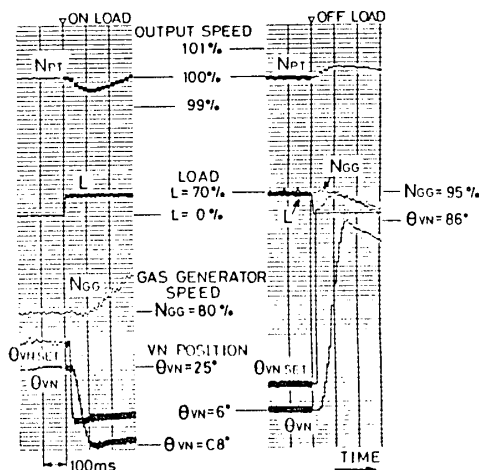 ▽ ON LOAD
▽ OFF LOAD
OUTPUT SPEED
101%
NPT
100%
99%
NPT
L
LOAD
L=70%
L=0%
NGG
L
NGG=95%
θVN=86°
GAS GENERATOR
SPEED
NGG
NGG=80%
VN POSITION
θVN SET
θVN=25°
θVN
θVN SET
θVN=6°
θVN
θVN=C8°
100ms
TIME